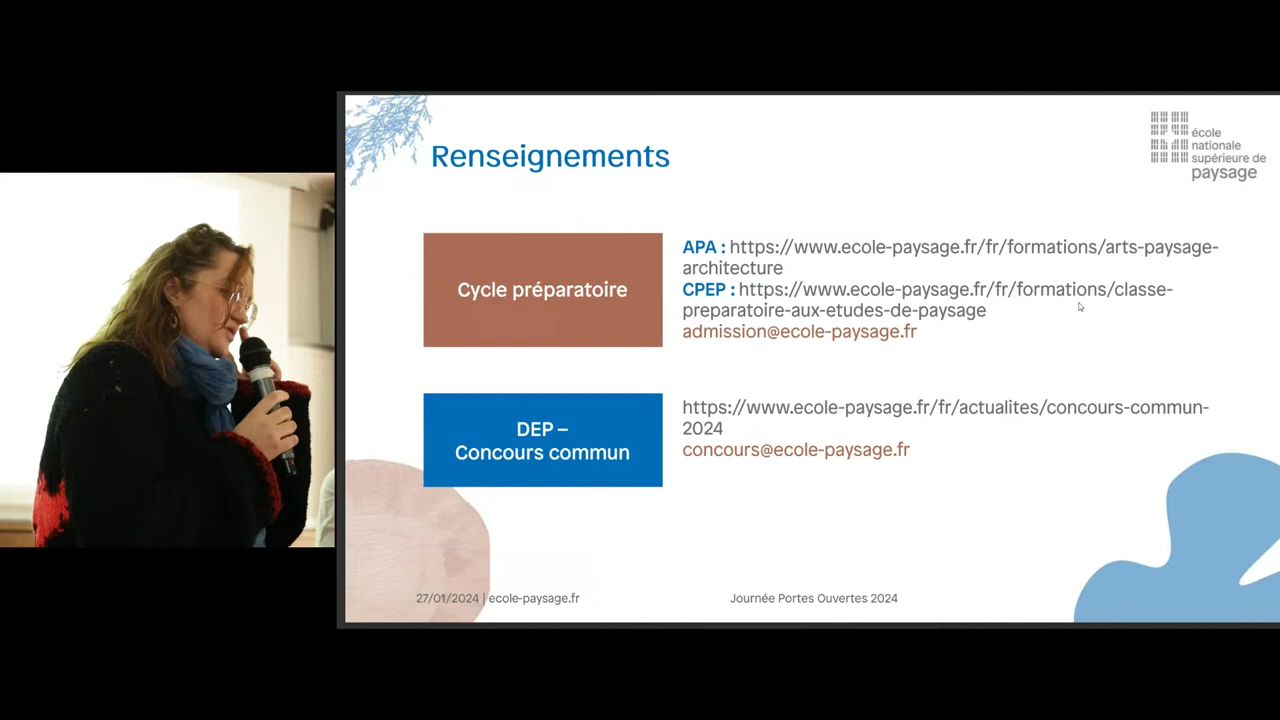 école
nationale
supérieure de
paysage
Renseignements
Cycle préparatoire
APA : https://www.ecole-paysage.fr/fr/formations/arts-paysage-
architecture
CPEP : https://www.ecole-paysage.fr/fr/formations/classe-
preparatoire-aux-etudes-de-paysage
admission@ecole-paysage.fr
DEP –
Concours commun
https://www.ecole-paysage.fr/fr/actualites/concours-commun-
2024
concours@ecole-paysage.fr
27/01/2024 | ecole-paysage.fr
Journée Portes Ouvertes 2024